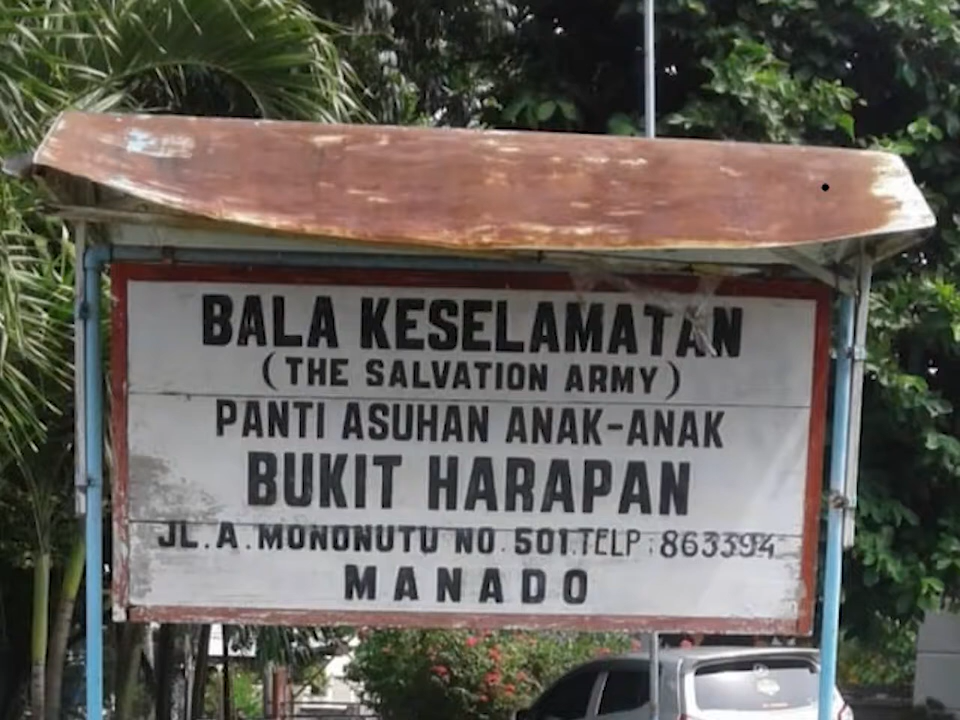 BALA KESELAMATAN
(THE SALVATION ARMY)
PANTI ASUHAN ANAK-ANAK
BUKIT HARAPAN
JL. A. MONONUTU NO. 501. TELP : 863394
MANADO